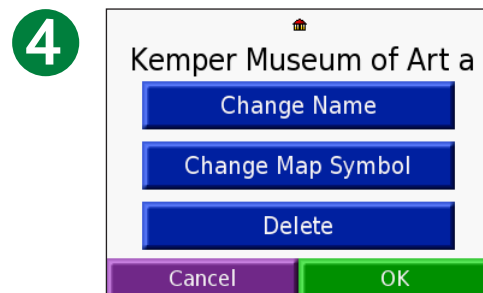 4
Kemper Museum of Art a
Change Name
Change Map Symbol
Delete
Cancel OK